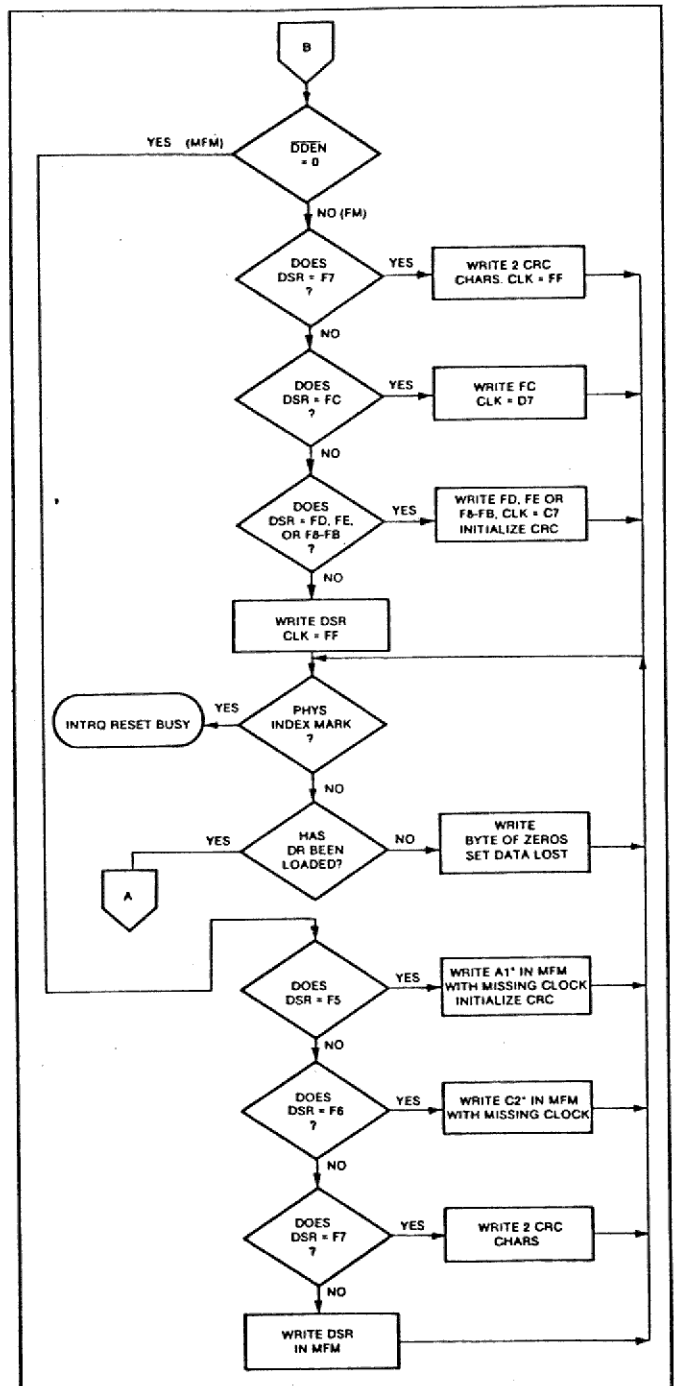 B
YES (MFM)
DDEN
= 0
NO (FM)
DOES
DSR = F7
?
YES
WRITE 2 CRC
CHARS. CLK = FF
NO
DOES
DSR = FC
?
YES
WRITE FC
CLK = D7
NO
DOES
DSR = FD, FE,
OR F8-FB
?
YES
WRITE FD, FE OR
F8-FB, CLK = C7
INITIALIZE CRC
NO
WRITE DSR
CLK = FF
PHYS
INDEX MARK
?
YES
INTRQ RESET BUSY
NO
HAS
DR BEEN
LOADED?
YES
A
NO
WRITE
BYTE OF ZEROS
SET DATA LOST
DOES
DSR = F5
YES
WRITE A1* IN MFM
WITH MISSING CLOCK
INITIALIZE CRC
NO
DOES
DSR = F6
?
YES
WRITE C2* IN MFM
WITH MISSING CLOCK
NO
DOES
DSR = F7
?
YES
WRITE 2 CRC
CHARS
NO
WRITE DSR
IN MFM